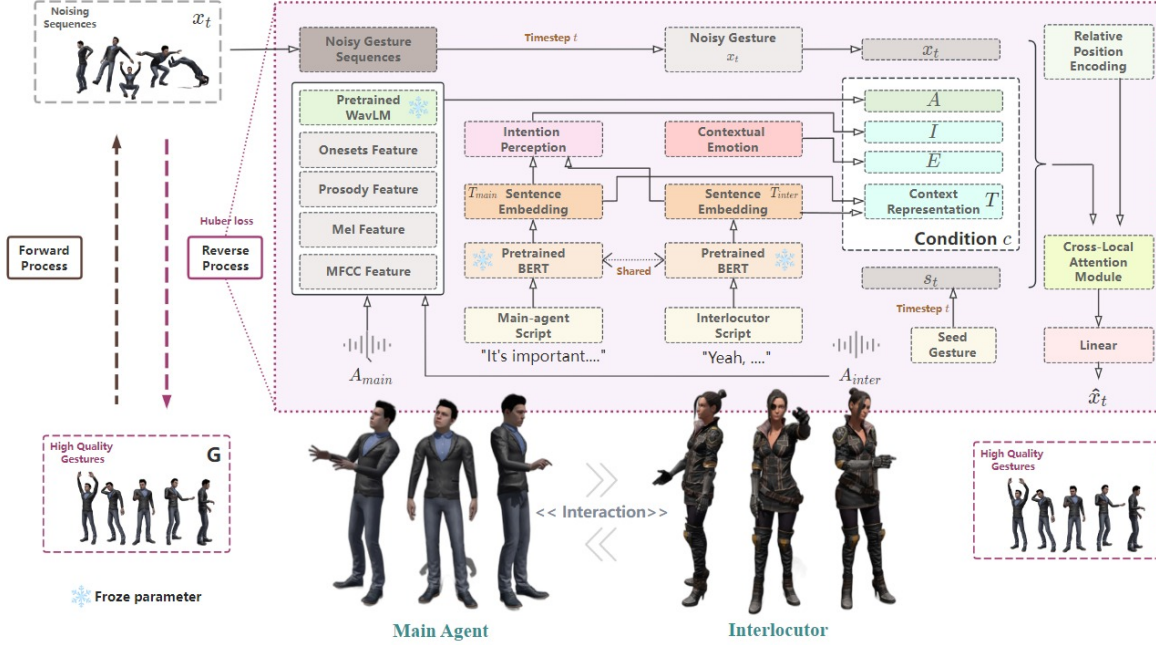 Noising
Sequences
x_t
Noisy Gesture
Sequences
Timestep t
Noisy Gesture
x_t
x_t
Relative
Position
Encoding
Pretrained
WavLM
Onesets Feature
Prosody Feature
Mel Feature
MFCC Feature
Intention
Perception
Contextual
Emotion
A
I
E
Context
Representation T
Condition c
T_main Sentence
Embedding
Sentence T_inter
Embedding
Pretrained
BERT
Shared
Pretrained
BERT
Main-agent
Script
Interlocutor
Script
"It's important...."
"Yeah, ...."
A_main
A_inter
s_t
Timestep t
Seed
Gesture
Cross-Local
Attention
Module
Linear
x̂_t
Huber loss
Forward
Process
Reverse
Process
High Quality
Gestures
G
<< Interaction>>
High Quality
Gestures
Froze parameter
Main Agent
Interlocutor